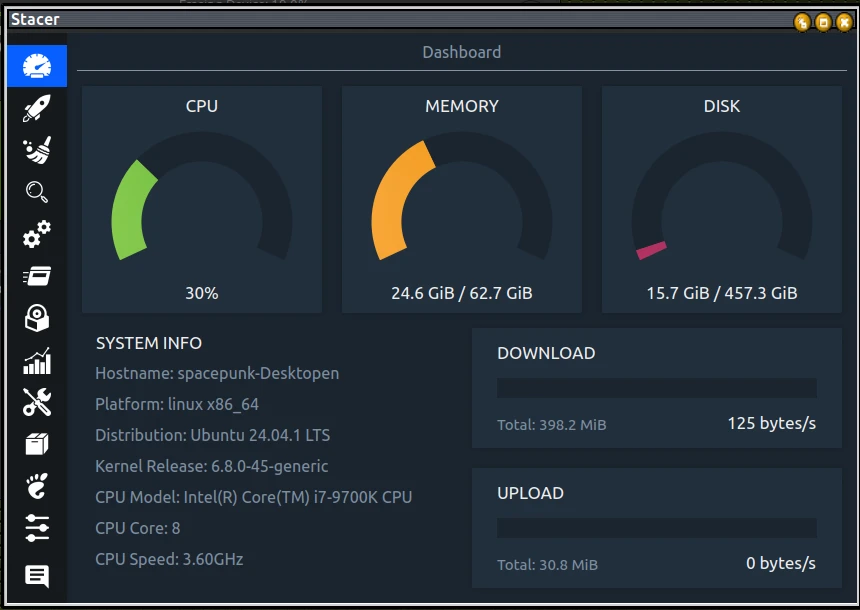 Stacer
Dashboard
CPU
MEMORY
DISK
30%
24.6 GiB / 62.7 GiB
15.7 GiB / 457.3 GiB
SYSTEM INFO
Hostname: spacepunk-Desktopen
Platform: linux x86_64
Distribution: Ubuntu 24.04.1 LTS
Kernel Release: 6.8.0-45-generic
CPU Model: Intel(R) Core(TM) i7-9700K CPU
CPU Core: 8
CPU Speed: 3.60GHz
DOWNLOAD
Total: 398.2 MiB
125 bytes/s
UPLOAD
Total: 30.8 MiB
0 bytes/s